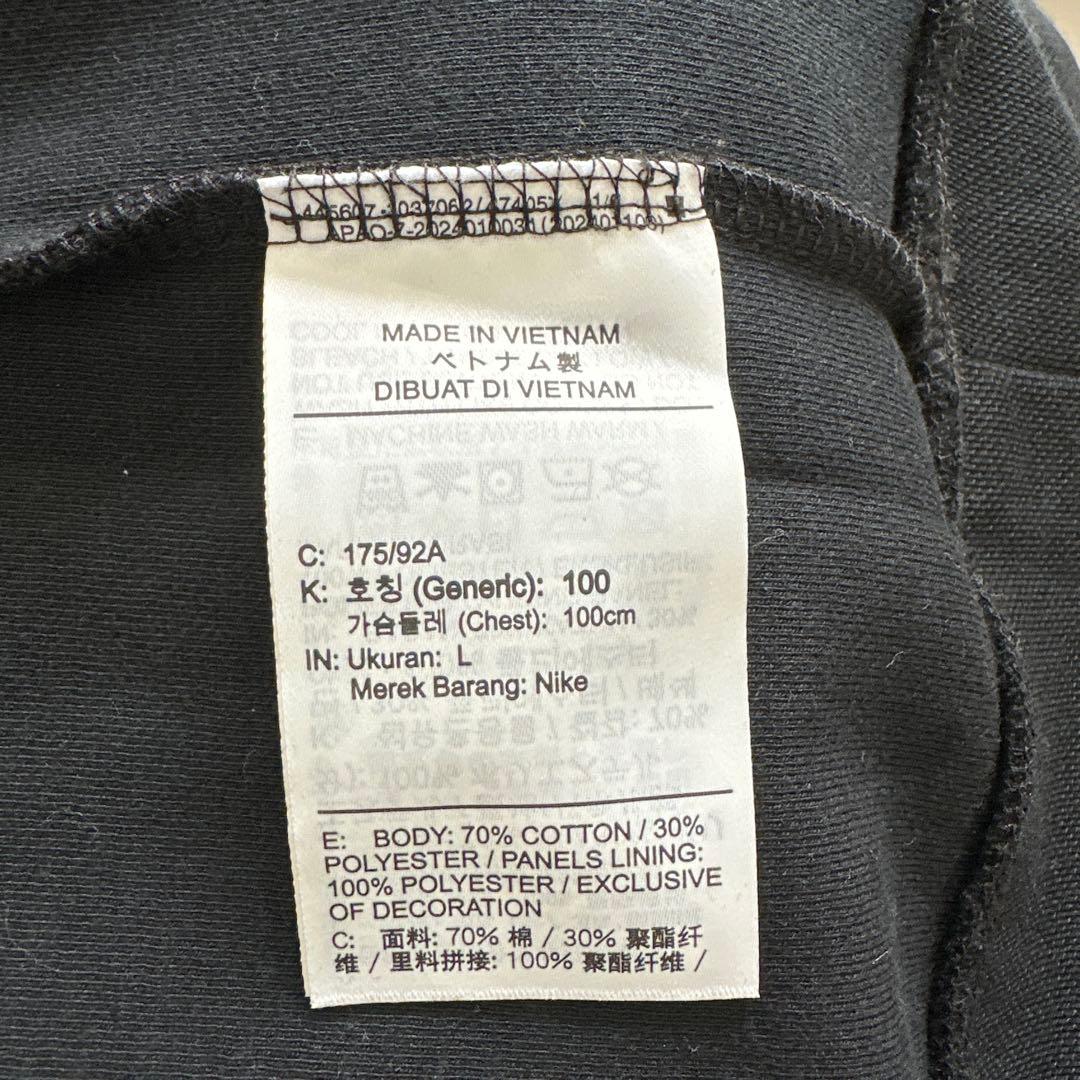 MADE IN VIETNAM
ベトナム製
DIBUAT DI VIETNAM
C: 175/92A
K: 호칭 (Generic): 100
가슴둘레 (Chest): 100cm
IN: Ukuran: L
Merek Barang: Nike
E: BODY: 70% COTTON / 30%
POLYESTER / PANELS LINING:
100% POLYESTER / EXCLUSIVE
OF DECORATION
C: 面料: 70% 棉 / 30% 聚酯纤
维 / 里料拼接: 100% 聚酯纤维 /